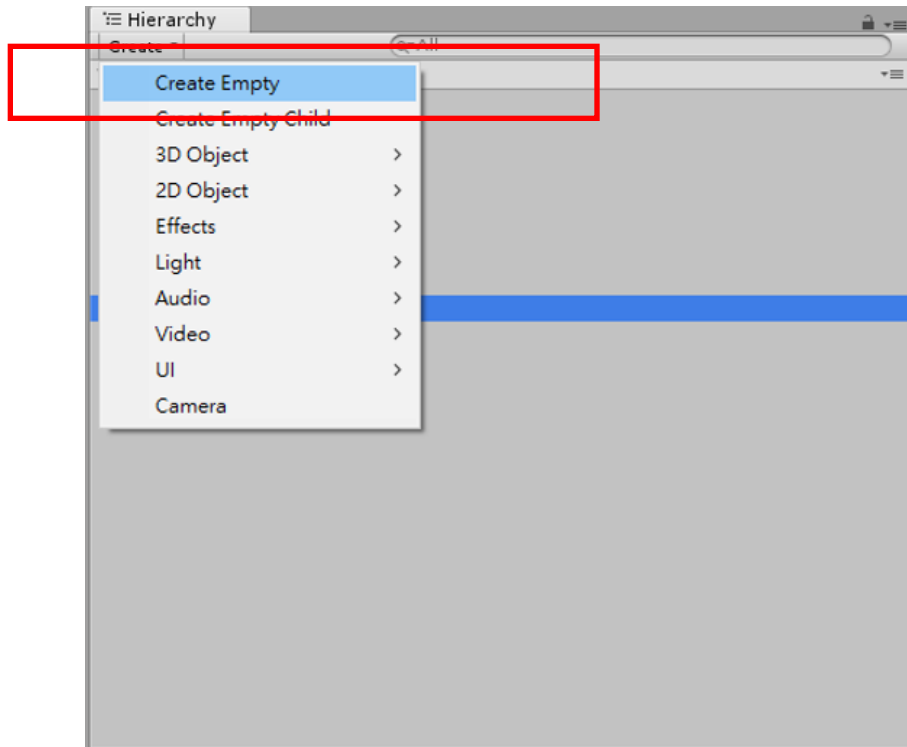 Hierarchy
Create
All
Create Empty
Create Empty Child
3D Object
2D Object
Effects
Light
Audio
Video
UI
Camera